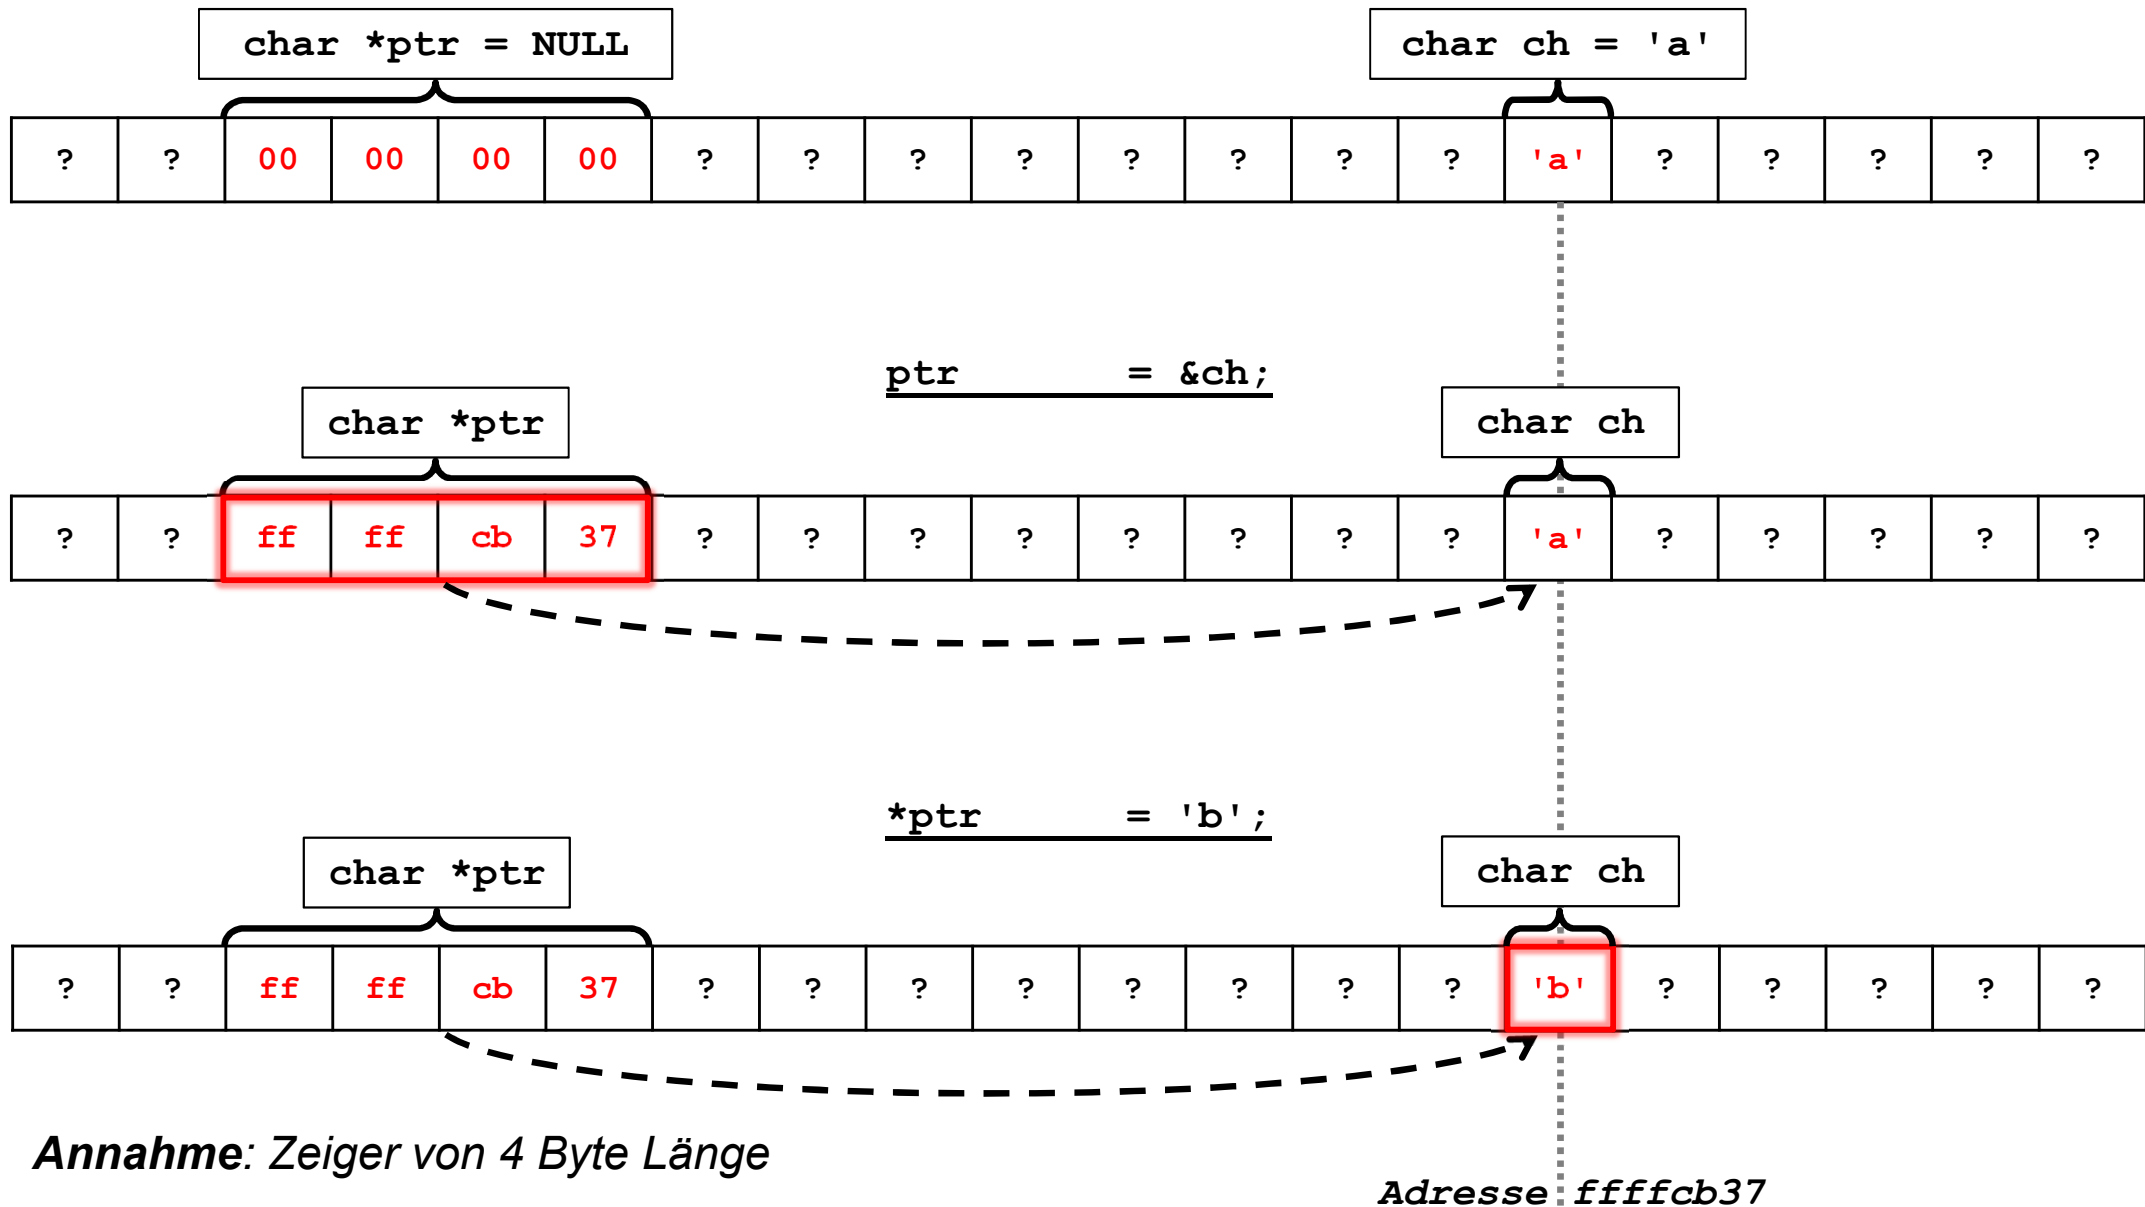 char *ptr = NULL char ch = 'a'
? ? 00 00 00 00 ? ? ? ? ? ? ? ? 'a' ? ? ? ? ?
ptr = &ch;
char *ptr char ch
? ? ff ff cb 37 ? ? ? ? ? ? ? ? 'a' ? ? ? ? ?
*ptr = 'b';
char *ptr char ch
? ? ff ff cb 37 ? ? ? ? ? ? ? ? 'b' ? ? ? ? ?
Annahme: Zeiger von 4 Byte Länge
Adresse ffffcb37